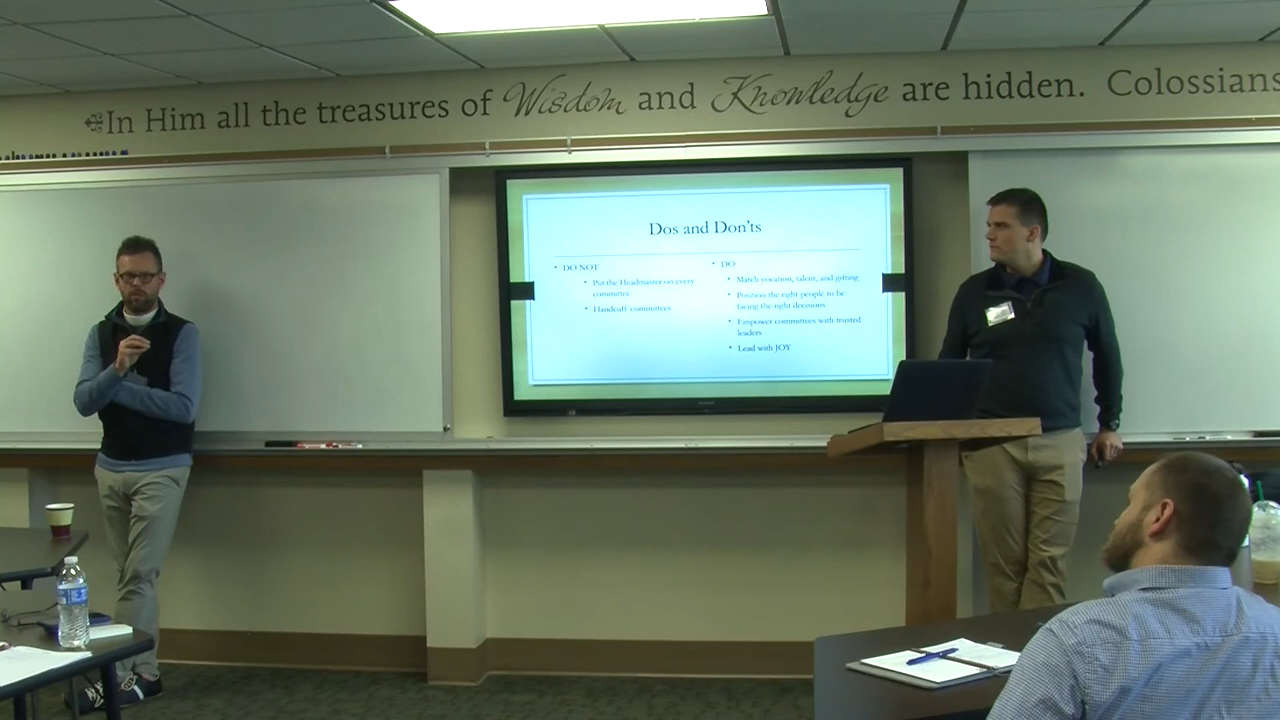 In Him all the treasures of Wisdom and Knowledge are hidden. Colossians
Dos and Don'ts
• DO NOT
• Put the Headmaster on every
committee
• Handcuff committees
• DO
• Match vocation, talent, and gifting
• Position the right people to be
facing the right decisions
• Empower committees with trusted
leaders
• Lead with JOY